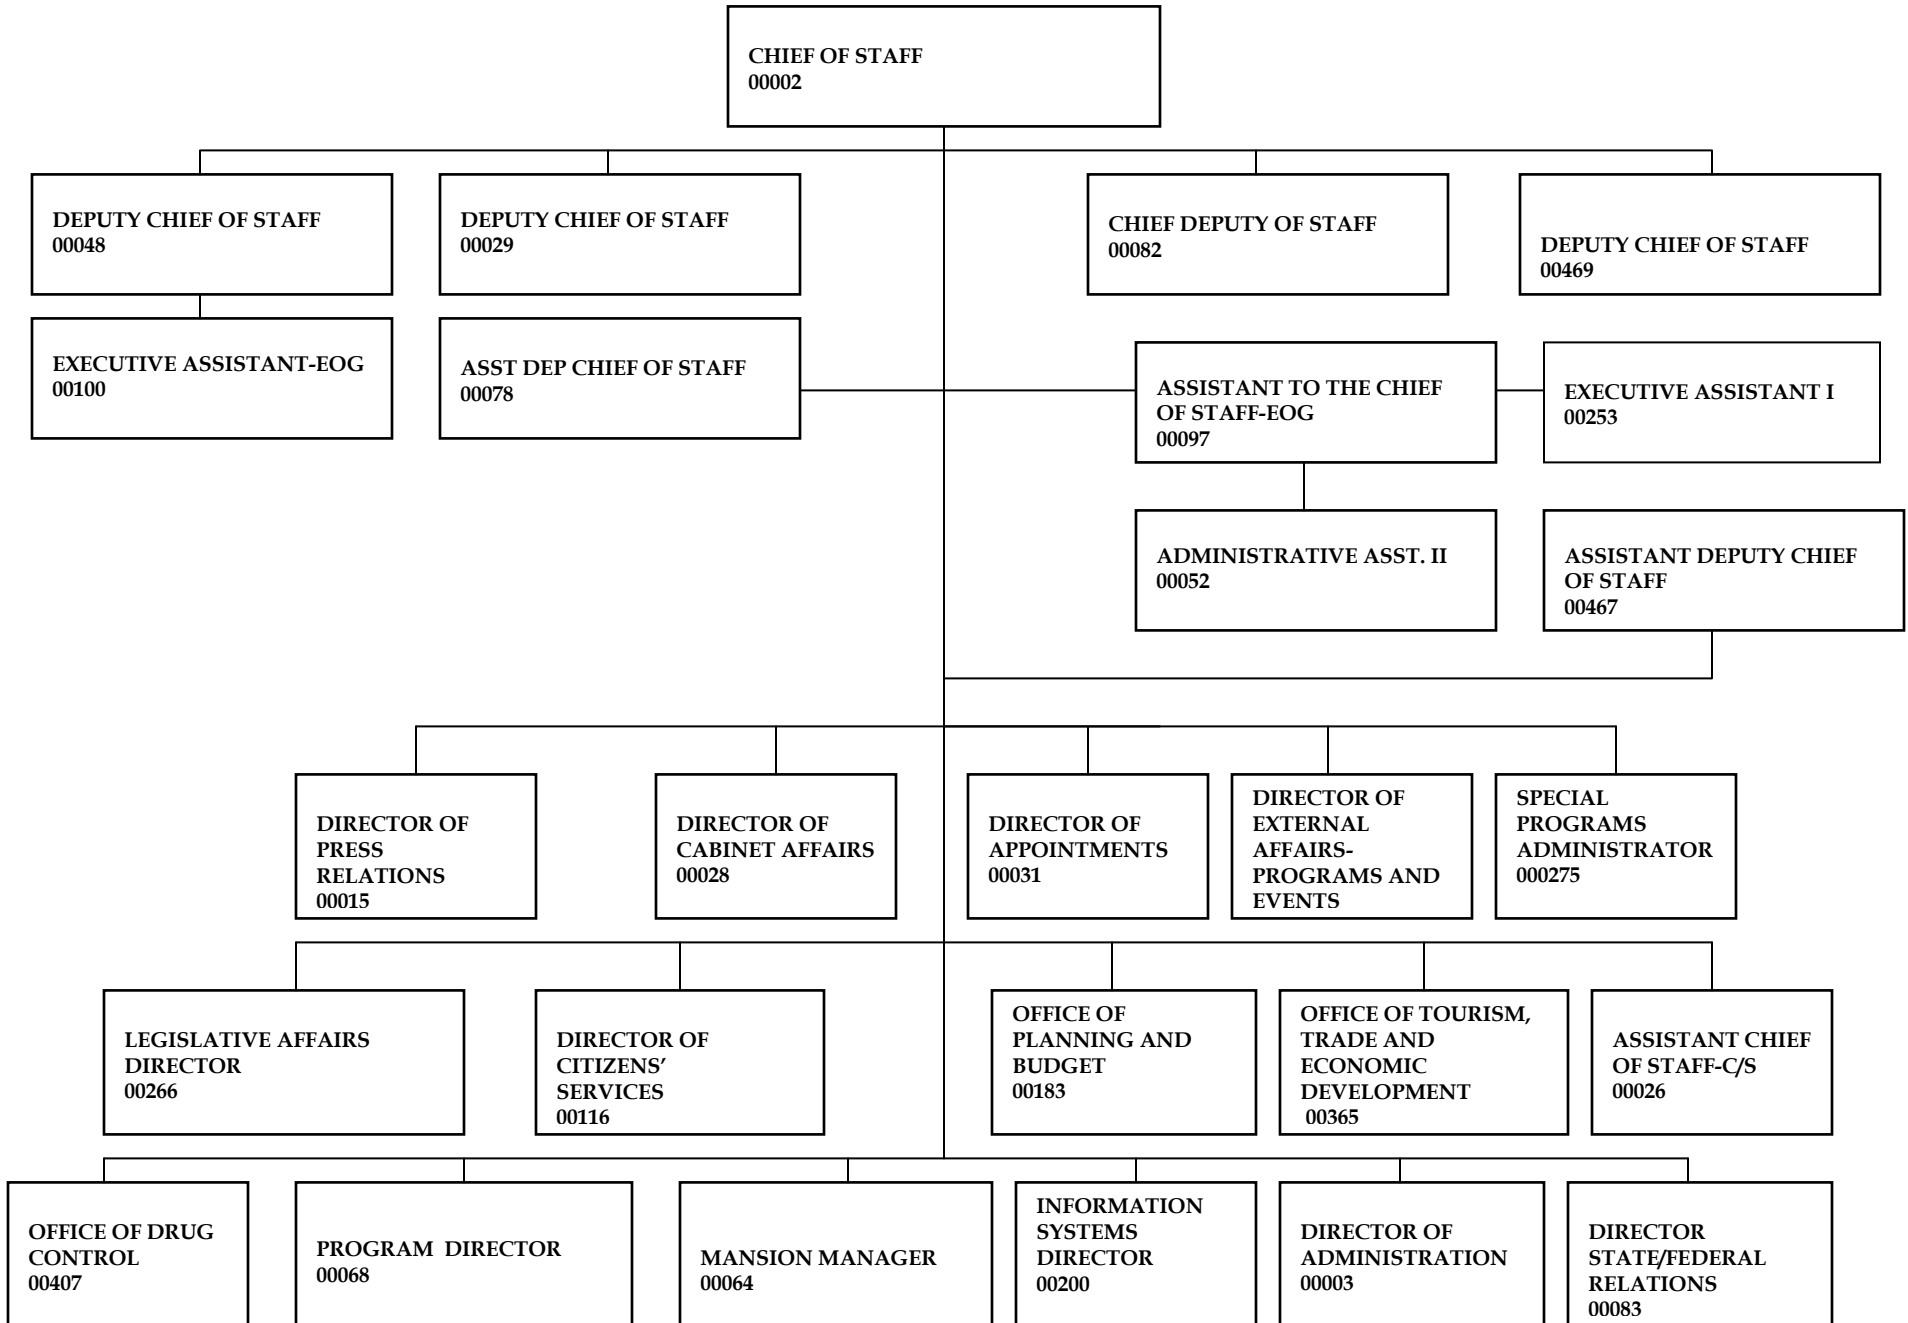 CHIEF OF STAFF
00002
DEPUTY CHIEF OF STAFF
00048
DEPUTY CHIEF OF STAFF
00029
CHIEF DEPUTY OF STAFF
00082
DEPUTY CHIEF OF STAFF
00469
EXECUTIVE ASSISTANT-EOG
00100
ASST DEP CHIEF OF STAFF
00078
ASSISTANT TO THE CHIEF
OF STAFF-EOG
00097
EXECUTIVE ASSISTANT I
00253
ADMINISTRATIVE ASST. II
00052
ASSISTANT DEPUTY CHIEF
OF STAFF
00467
DIRECTOR OF
PRESS
RELATIONS
00015
DIRECTOR OF
CABINET AFFAIRS
00028
DIRECTOR OF
APPOINTMENTS
00031
DIRECTOR OF
EXTERNAL
AFFAIRS-
PROGRAMS AND
EVENTS
SPECIAL
PROGRAMS
ADMINISTRATOR
000275
LEGISLATIVE AFFAIRS
DIRECTOR
00266
DIRECTOR OF
CITIZENS’
SERVICES
00116
OFFICE OF
PLANNING AND
BUDGET
00183
OFFICE OF TOURISM,
TRADE AND
ECONOMIC
DEVELOPMENT
00365
ASSISTANT CHIEF
OF STAFF-C/S
00026
OFFICE OF DRUG
CONTROL
00407
PROGRAM  DIRECTOR
00068
MANSION MANAGER
00064
INFORMATION
SYSTEMS
DIRECTOR
00200
DIRECTOR OF
ADMINISTRATION
00003
DIRECTOR
STATE/FEDERAL
RELATIONS
00083